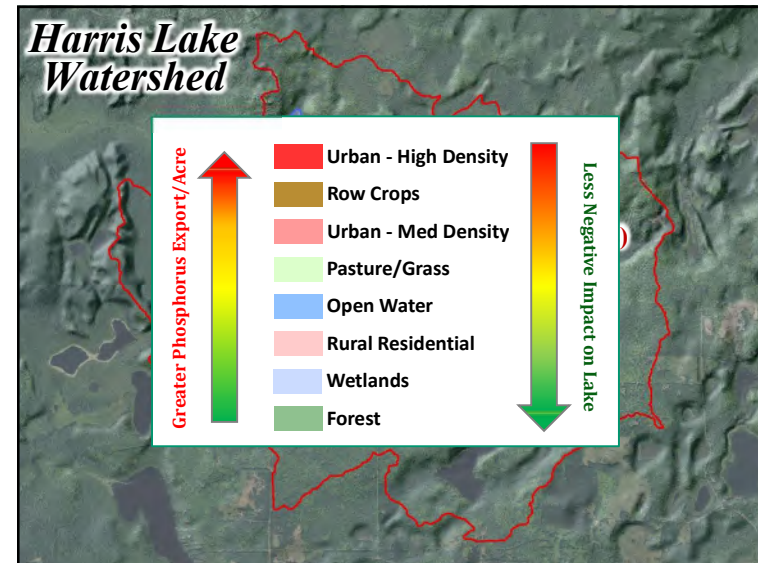 Harris Lake
Watershed
Greater Phosphorus Export/Acre
Urban - High Density
Row Crops
Urban - Med Density
Pasture/Grass
Open Water
Rural Residential
Wetlands
Forest
Less Negative Impact on Lake